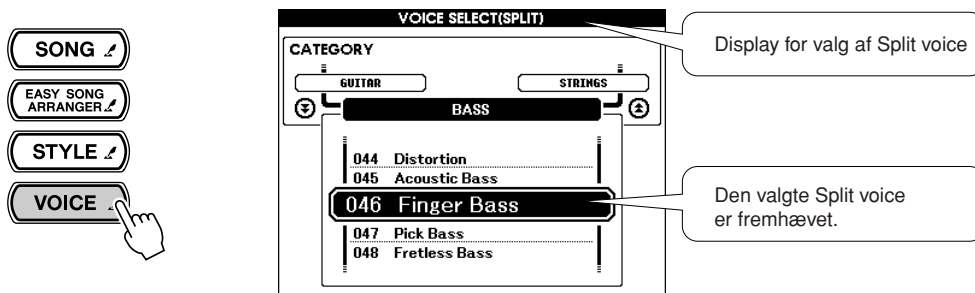 SONG
EASY SONG
ARRANGER
STYLE
VOICE
VOICE SELECT(SPLIT)
CATEGORY
GUITAR
STRINGS
BASS
044 Distortion
045 Acoustic Bass
046 Finger Bass
047 Pick Bass
048 Fretless Bass
Display for valg af Split voice
Den valgte Split voice
er fremhævet.